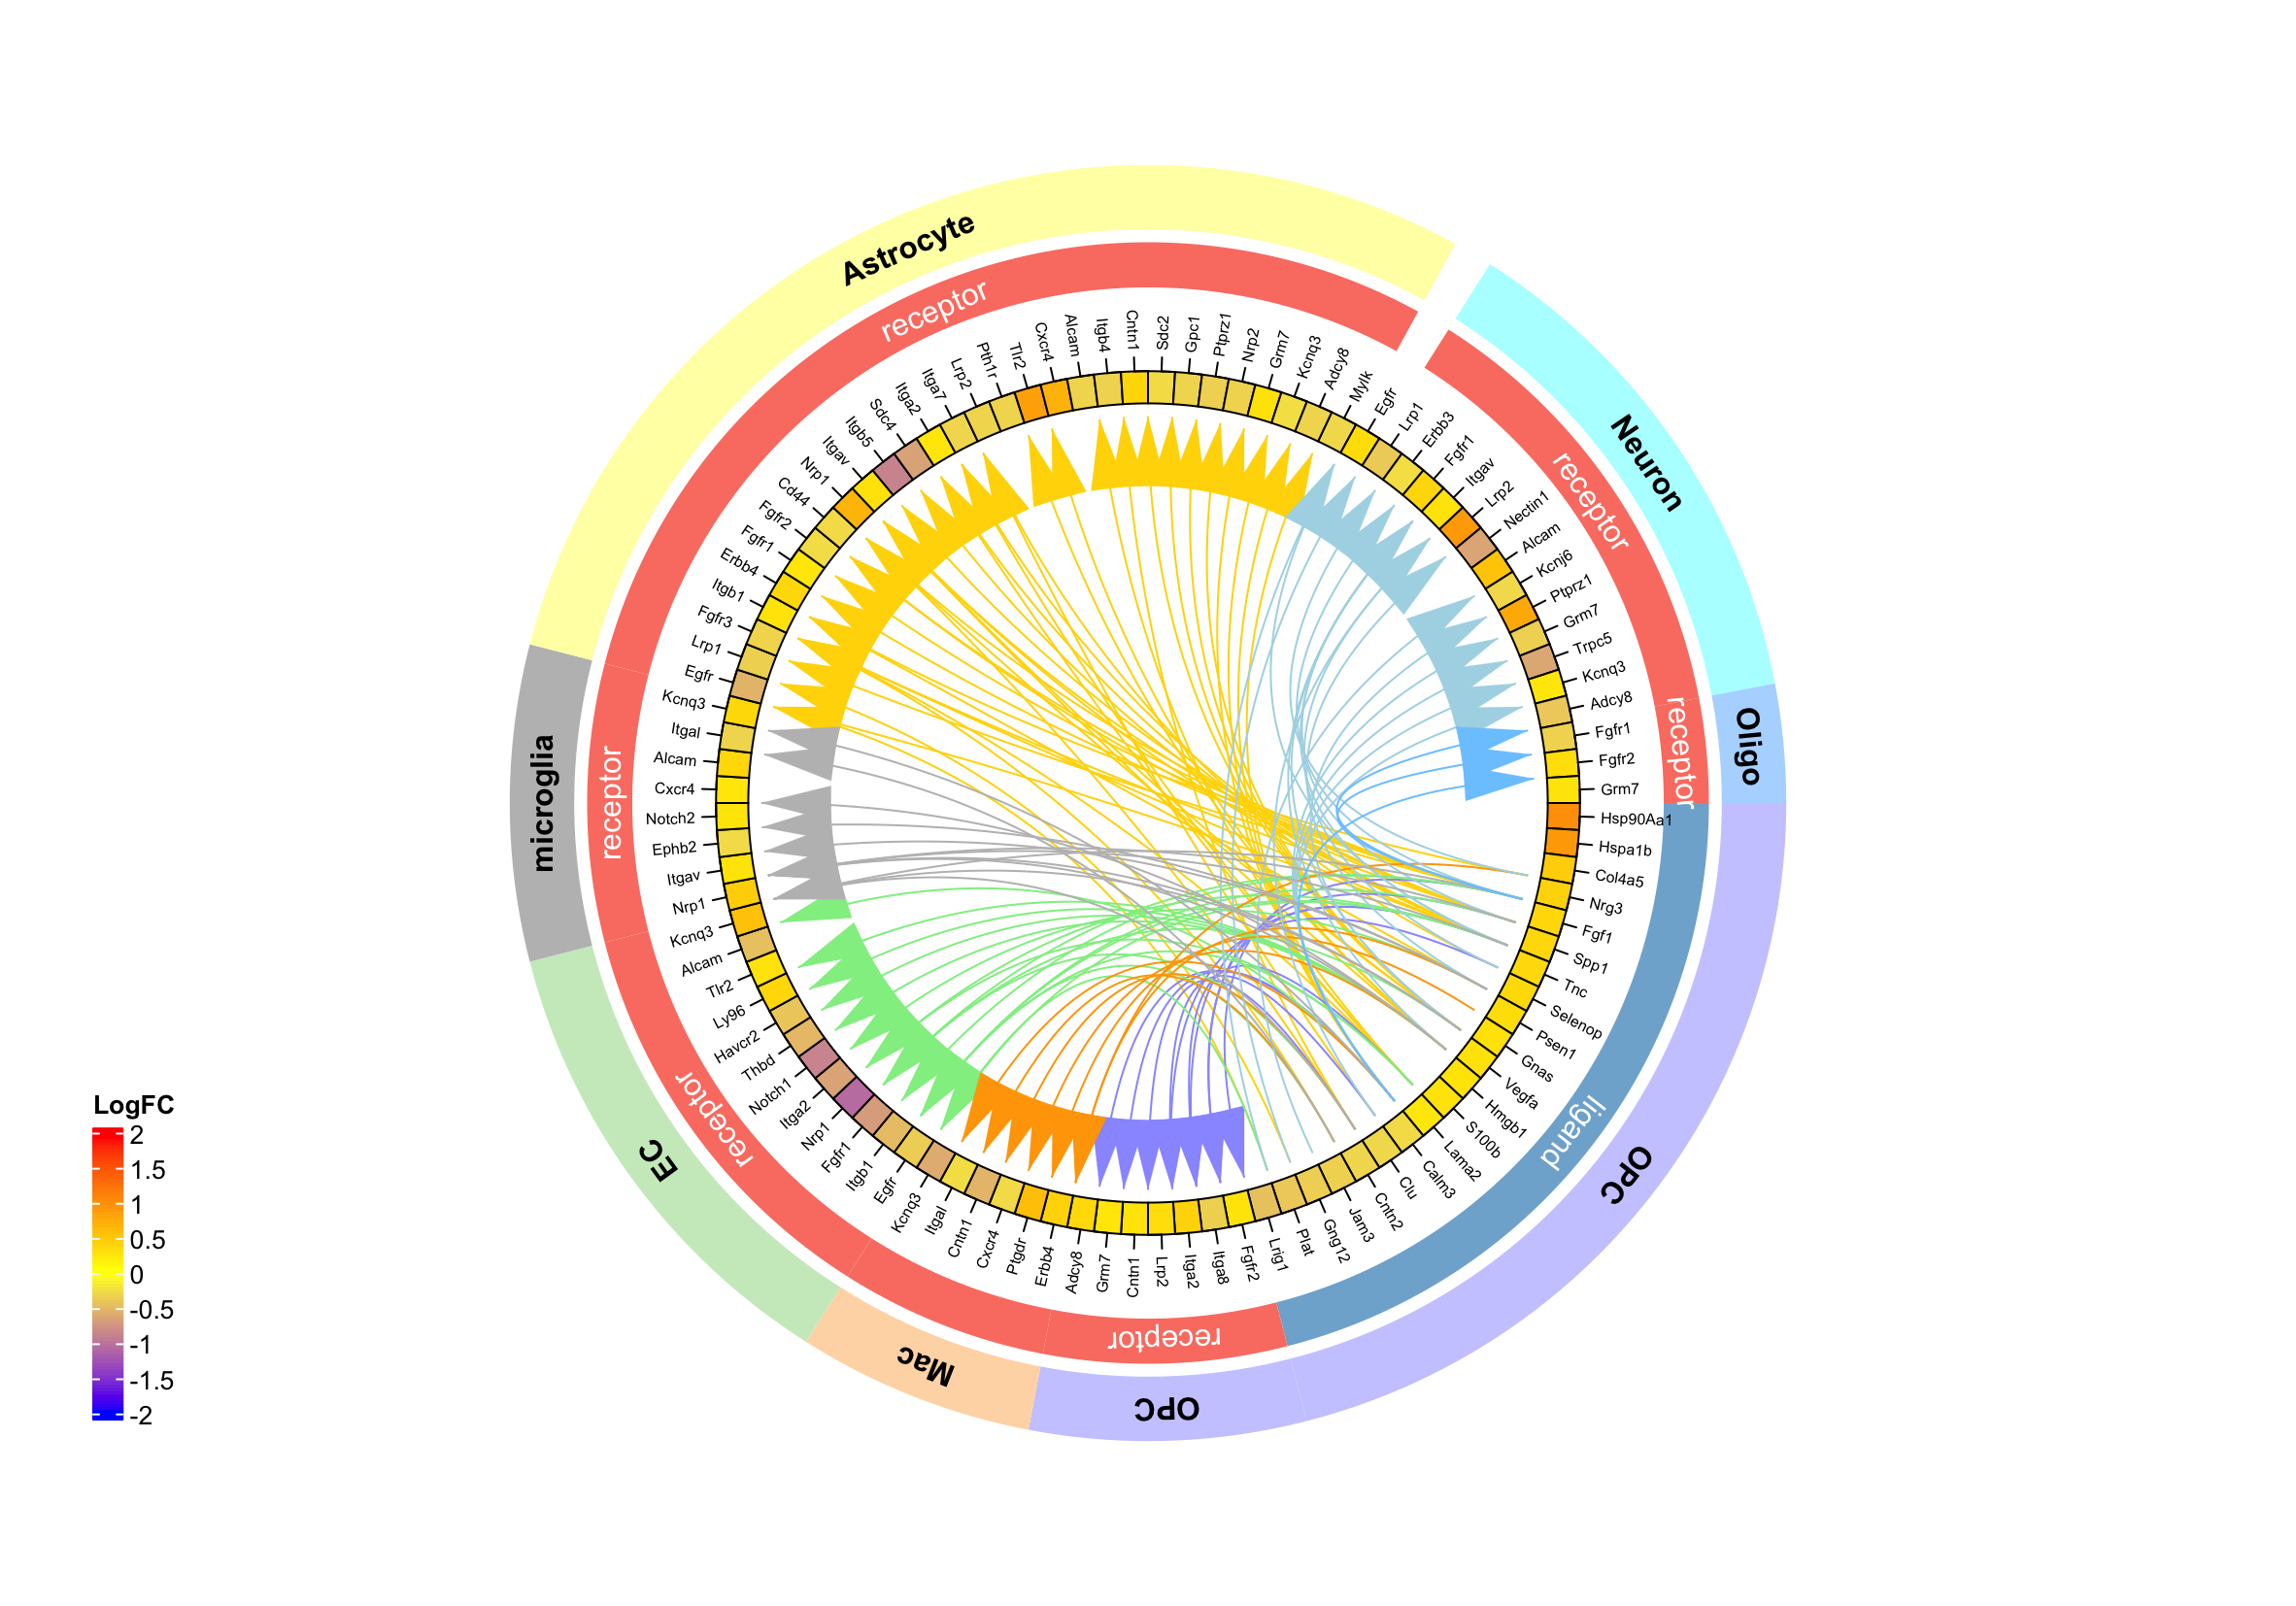 Astrocyte
receptor
Neuron
receptor
Oligo
receptor
OPC
ligand
OPC
receptor
Mac
EC
receptor
microglia
receptor
Sdc2
Gpc1
Ptprz1
Nrp2
Grm7
Kcnq3
Adcy8
Mylk
Egfr
Lrp1
Erbb3
Fgfr1
Itgav
Lrp2
Nectin1
Alcam
Kcnj6
Ptprz1
Grm7
Trpc5
Kcnq3
Adcy8
Fgfr1
Fgfr2
Grm7
Hsp90Aa1
Hspa1b
Col4a5
Nrg3
Fgf1
Spp1
Tnc
Selenop
Psen1
Gnas
Vegfa
Hmgb1
S100b
Lama2
Calm3
Clu
Cntn2
Jam3
Gng12
Plat
Lrig1
Fgfr2
Itga8
Itga2
Lrp2
Cntn1
Grm7
Adcy8
Erbb4
Ptgdr
Cxcr4
Cntn1
Itgal
Kcnq3
Egfr
Itgb1
Fgfr1
Nrp1
Itga2
Notch1
Thbd
Havcr2
Ly96
Tlr2
Alcam
Kcnq3
Nrp1
Itgav
Ephb2
Notch2
Cxcr4
Alcam
Itgal
Kcnq3
Egfr
Lrp1
Fgfr3
Itgb1
Erbb4
Fgfr1
Fgfr2
Cd44
Nrp1
Itgav
Itgb5
Sdc4
Itga2
Itga7
Lrp2
Pth1r
Tlr2
Cxcr4
Alcam
Itgb4
Cntn1
LogFC
2
1.5
1
0.5
0
-0.5
-1
-1.5
-2